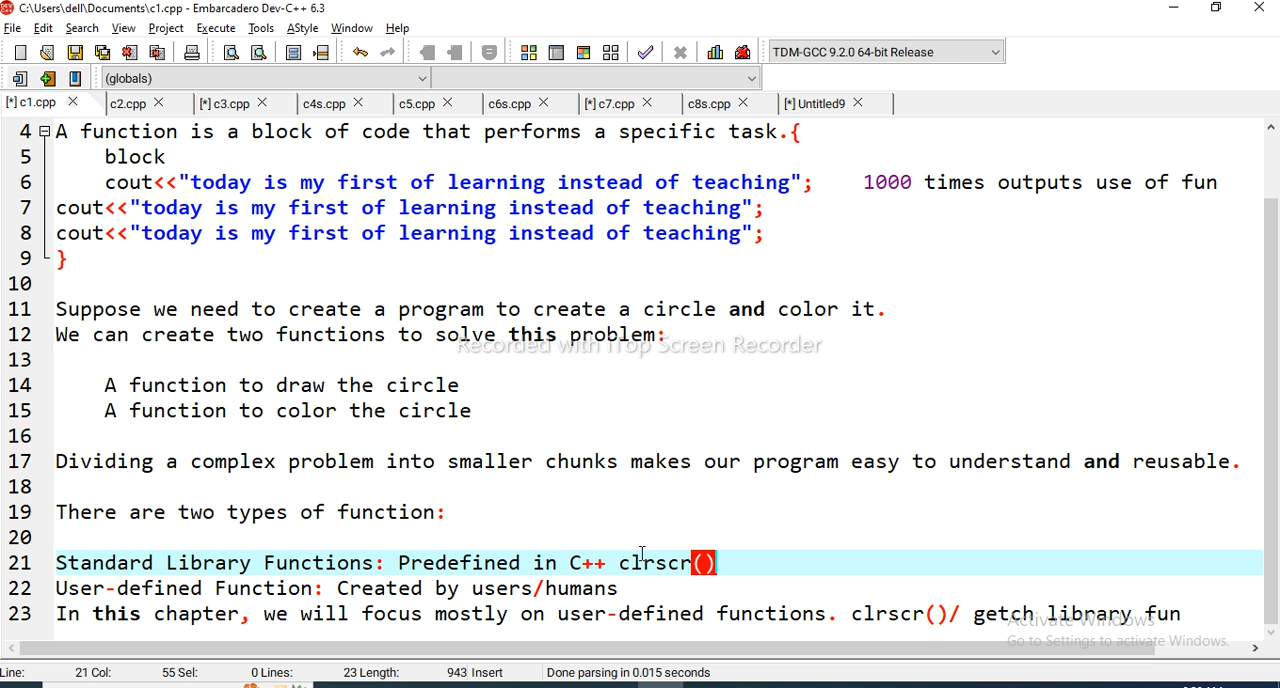 C:\Users\dell\Documents\c1.cpp - Embarcadero Dev-C++ 6.3
File Edit Search View Project Execute Tools AStyle Window Help
TDM-GCC 9.2.0 64-bit Release
(globals)
[*] c1.cpp c2.cpp [*] c3.cpp c4s.cpp c5.cpp c6s.cpp [*] c7.cpp c8s.cpp [*] Untitled9
4 A function is a block of code that performs a specific task.{
5 block
6 cout<<"today is my first of learning instead of teaching"; 1000 times outputs use of fun
7 cout<<"today is my first of learning instead of teaching";
8 cout<<"today is my first of learning instead of teaching";
9 }
10
11 Suppose we need to create a program to create a circle and color it.
12 We can create two functions to solve this problem:
Recorded with iTop Screen Recorder
13
14 A function to draw the circle
15 A function to color the circle
16
17 Dividing a complex problem into smaller chunks makes our program easy to understand and reusable.
18
19 There are two types of function:
20
21 Standard Library Functions: Predefined in C++ clrscr()
22 User-defined Function: Created by users/humans
23 In this chapter, we will focus mostly on user-defined functions. clrscr()/ getch library fun
Activate Windows
Go to Settings to activate Windows.
Line: 21 Col: 55 Sel: 0 Lines: 23 Length: 943 Insert Done parsing in 0.015 seconds